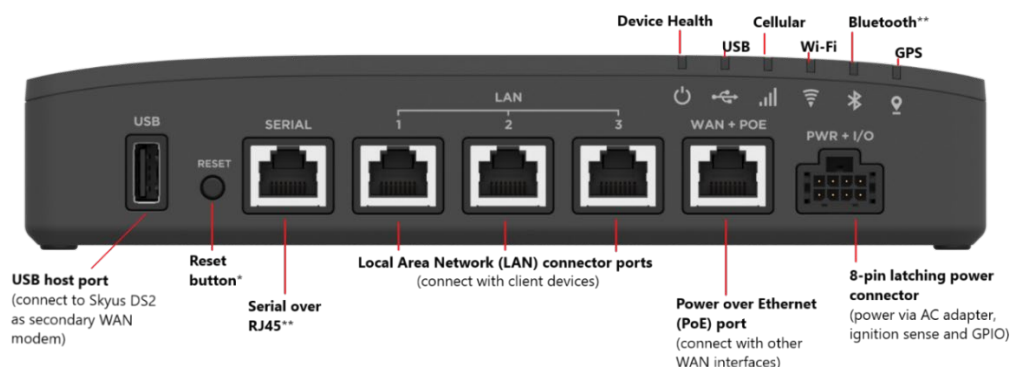 Device Health
Cellular
Bluetooth**
USB
Wi-Fi
GPS
LAN
USB
SERIAL
1
2
3
WAN + POE
PWR + I/O
RESET
USB host port
(connect to Skyus DS2
as secondary WAN
modem)
Reset
button*
Serial over
RJ45**
Local Area Network (LAN) connector ports
(connect with client devices)
Power over Ethernet
(PoE) port
(connect with other
WAN interfaces)
8-pin latching power
connector
(power via AC adapter,
ignition sense and GPIO)